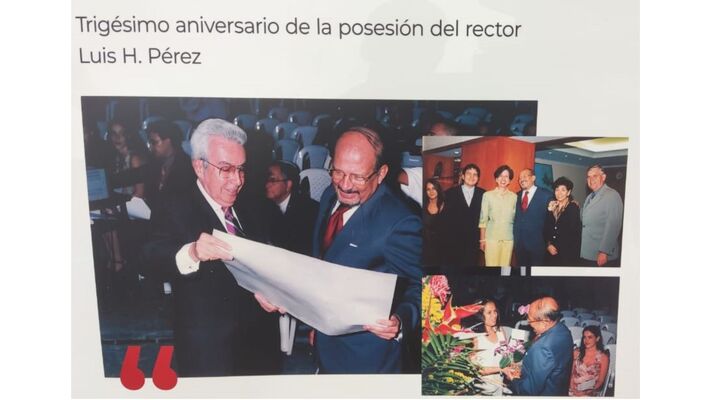 Trigésimo aniversario de la posesión del rector
Luis H. Pérez